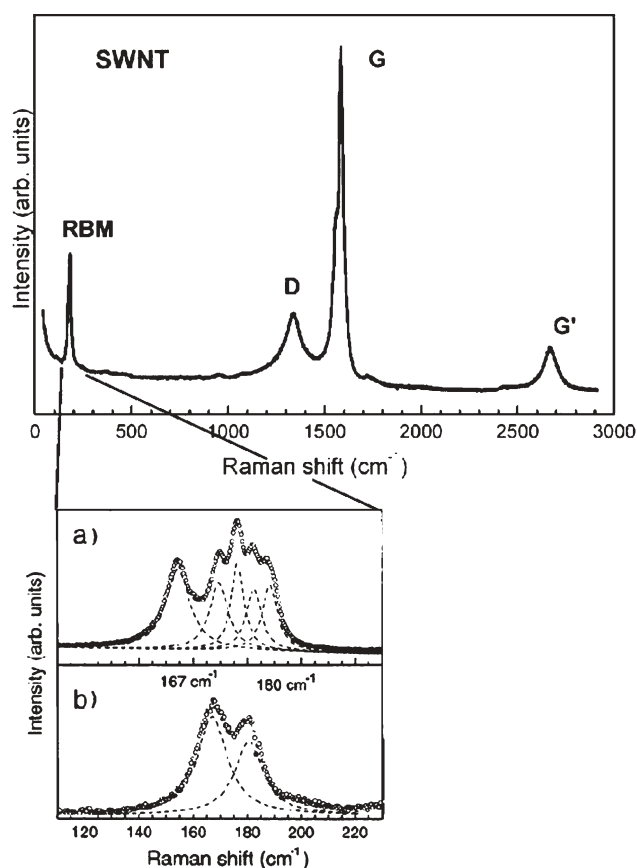 SWNT
G
RBM
D
G'
Intensity (arb. units)
0 500 1000 1500 2000 2500 3000
Raman shift (cm⁻¹)
a)
167 cm⁻¹ 180 cm⁻¹
b)
Intensity (arb. units)
120 140 160 180 200 220
Raman shift (cm⁻¹)